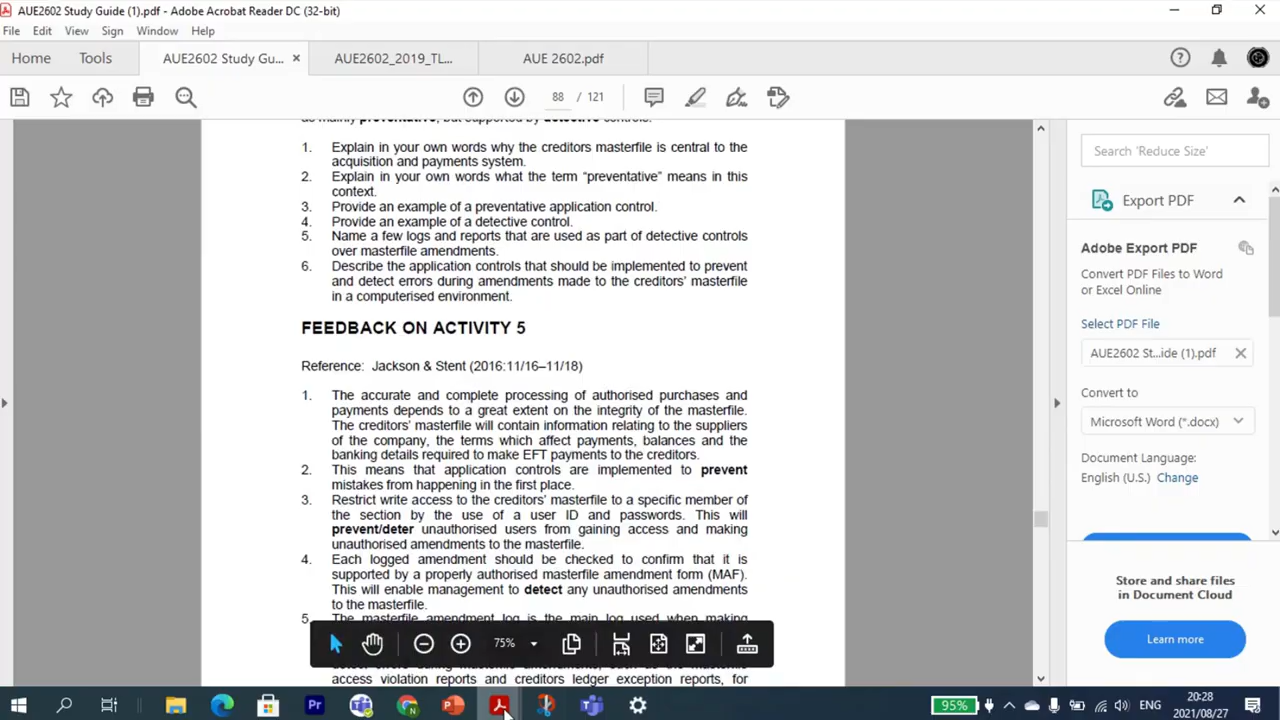 AUE2602 Study Guide (1).pdf - Adobe Acrobat Reader DC (32-bit)
File Edit View Sign Window Help
Home Tools AUE2602 Study Gu... AUE2602_2019_TL... AUE 2602.pdf
88 / 121
as mainly preventative, but supported by detective controls.
1. Explain in your own words why the creditors masterfile is central to the
acquisition and payments system.
2. Explain in your own words what the term “preventative” means in this
context.
3. Provide an example of a preventative application control.
4. Provide an example of a detective control.
5. Name a few logs and reports that are used as part of detective controls
over masterfile amendments.
6. Describe the application controls that should be implemented to prevent
and detect errors during amendments made to the creditors’ masterfile
in a computerised environment.
FEEDBACK ON ACTIVITY 5
Reference: Jackson & Stent (2016:11/16–11/18)
1. The accurate and complete processing of authorised purchases and
payments depends to a great extent on the integrity of the masterfile.
The creditors’ masterfile will contain information relating to the suppliers
of the company, the terms which affect payments, balances and the
banking details required to make EFT payments to the creditors.
2. This means that application controls are implemented to prevent
mistakes from happening in the first place.
3. Restrict write access to the creditors’ masterfile to a specific member of
the section by the use of a user ID and passwords. This will
prevent/deter unauthorised users from gaining access and making
unauthorised amendments to the masterfile.
4. Each logged amendment should be checked to confirm that it is
supported by a properly authorised masterfile amendment form (MAF).
This will enable management to detect any unauthorised amendments
to the masterfile.
5. The masterfile amendment log is the main log used when making
75%
detect errors during masterfile amendments, such as the masterfile
access violation reports and creditors ledger exception reports, for
Search 'Reduce Size'
Export PDF
Adobe Export PDF
Convert PDF Files to Word
or Excel Online
Select PDF File
AUE2602 St...ide (1).pdf
Convert to
Microsoft Word (*.docx)
Document Language:
English (U.S.) Change
Store and share files
in Document Cloud
Learn more
Pr
95%
ENG
20:28
2021/08/27